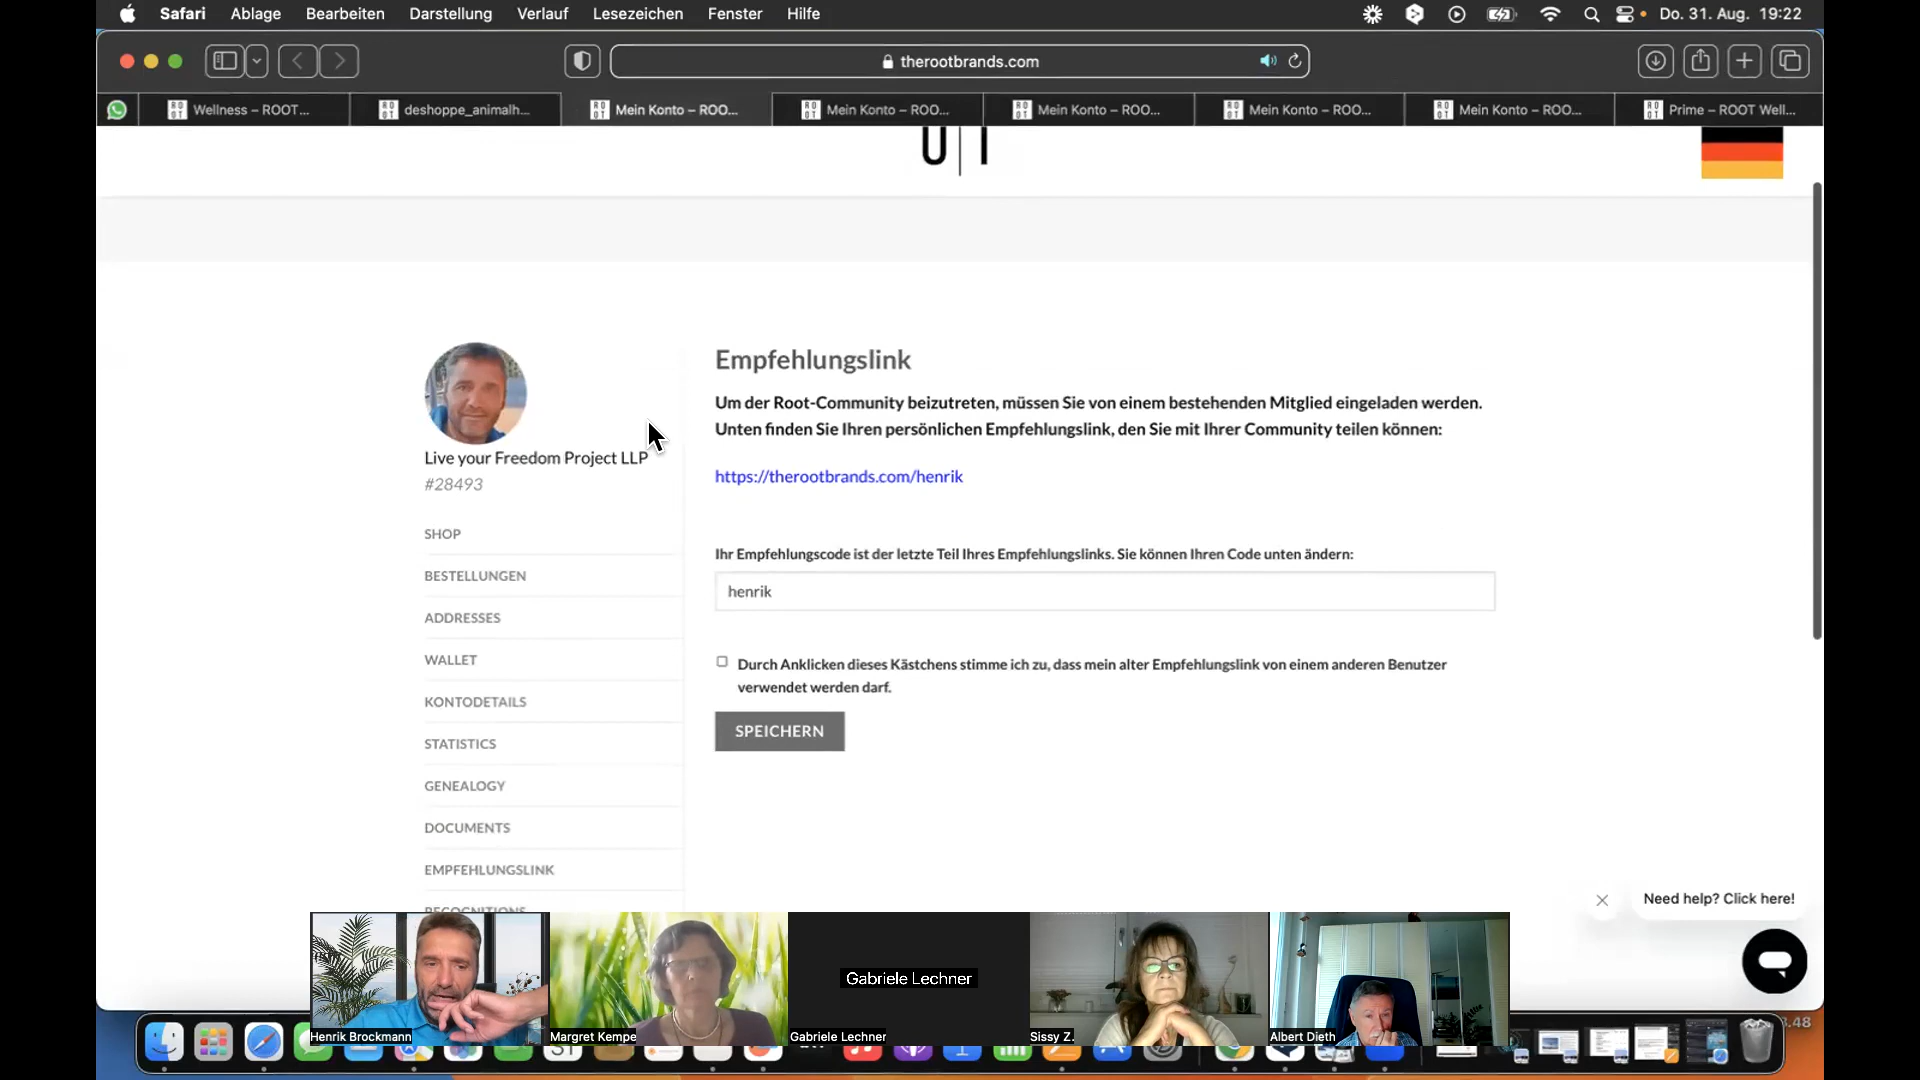 Safari Ablage Bearbeiten Darstellung Verlauf Lesezeichen Fenster Hilfe Do. 31. Aug. 19:22
therootbrands.com
Wellness – ROOT... deshoppe_animalh... Mein Konto – ROO... Mein Konto – ROO... Mein Konto – ROO... Mein Konto – ROO... Mein Konto – ROO... Prime – ROOT Well...
Empfehlungslink
Um der Root-Community beizutreten, müssen Sie von einem bestehenden Mitglied eingeladen werden.
Unten finden Sie Ihren persönlichen Empfehlungslink, den Sie mit Ihrer Community teilen können:
Live your Freedom Project LLP
#28493
https://therootbrands.com/henrik
SHOP
BESTELLUNGEN
ADDRESSES
WALLET
KONTODETAILS
STATISTICS
GENEALOGY
DOCUMENTS
EMPFEHLUNGSLINK
RECOGNITIONS
Ihr Empfehlungscode ist der letzte Teil Ihres Empfehlungslinks. Sie können Ihren Code unten ändern:
henrik
Durch Anklicken dieses Kästchens stimme ich zu, dass mein alter Empfehlungslink von einem anderen Benutzer
verwendet werden darf.
SPEICHERN
Need help? Click here!
Gabriele Lechner
Henrik Brockmann Margret Kempe Gabriele Lechner Sissy Z. Albert Dieth